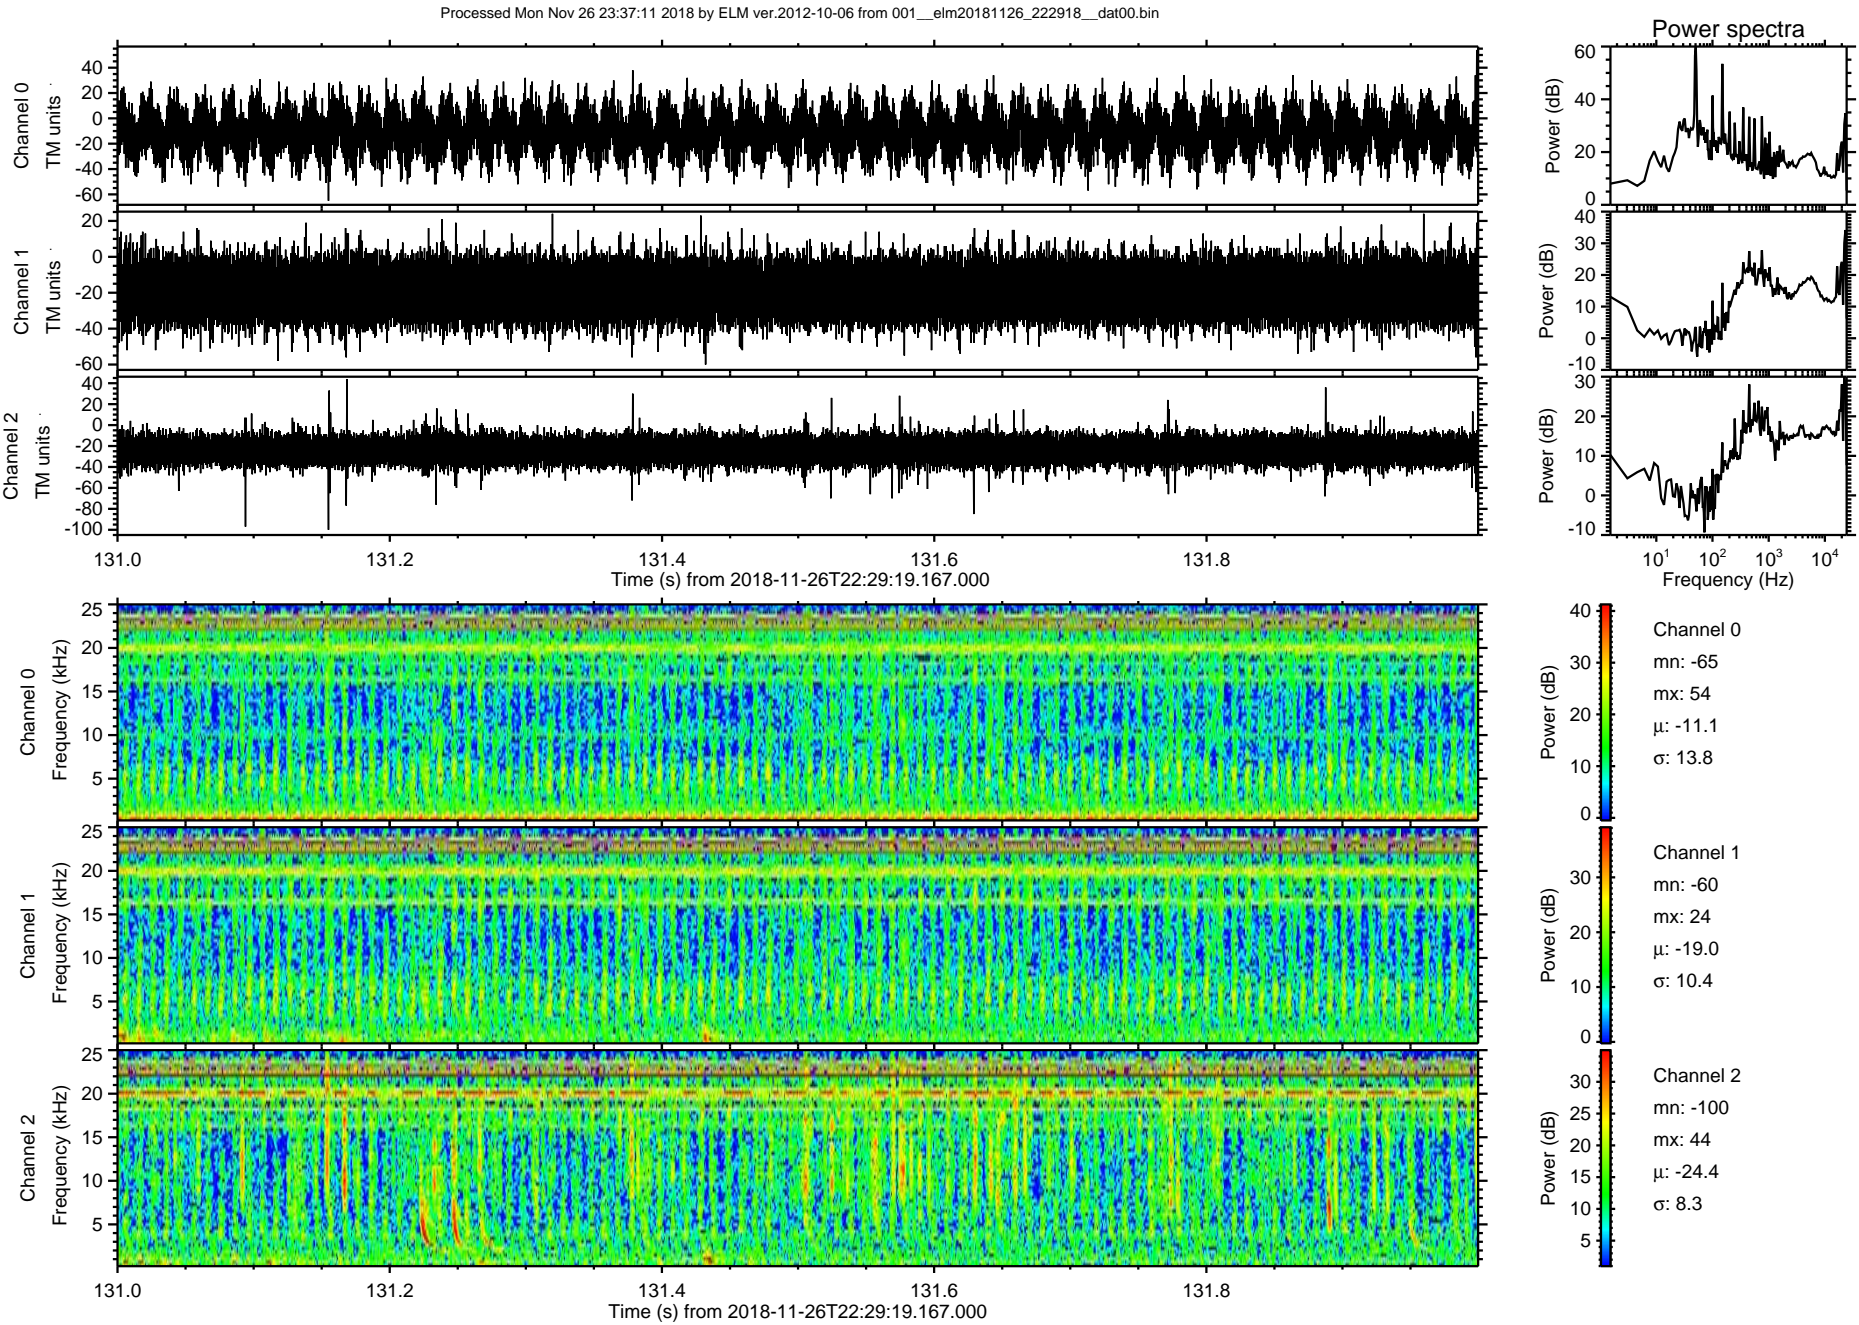 Processed Mon Nov 26 23:37:11 2018 by ELM ver.2012-10-06 from 001__elm20181126_222918__dat00.bin
Power spectra
Channel 0
TM units
40
20
0
-20
-40
-60
Power (dB)
60
40
20
0
Channel 1
TM units
20
0
-20
-40
-60
Power (dB)
40
30
20
10
0
-10
Channel 2
TM units
40
20
0
-20
-40
-60
-80
-100
Power (dB)
30
20
10
0
-10
131.0 131.2 131.4 131.6 131.8
Time (s) from 2018-11-26T22:29:19.167.000
10¹ 10² 10³ 10⁴
Frequency (Hz)
Channel 0
Frequency (kHz)
25
20
15
10
5
Power (dB)
40
30
20
10
0
Channel 0
mn: -65
mx: 54
μ: -11.1
σ: 13.8
Channel 1
Frequency (kHz)
25
20
15
10
5
Power (dB)
30
20
10
0
Channel 1
mn: -60
mx: 24
μ: -19.0
σ: 10.4
Channel 2
Frequency (kHz)
25
20
15
10
5
Power (dB)
30
25
20
15
10
5
Channel 2
mn: -100
mx: 44
μ: -24.4
σ: 8.3
131.0 131.2 131.4 131.6 131.8
Time (s) from 2018-11-26T22:29:19.167.000